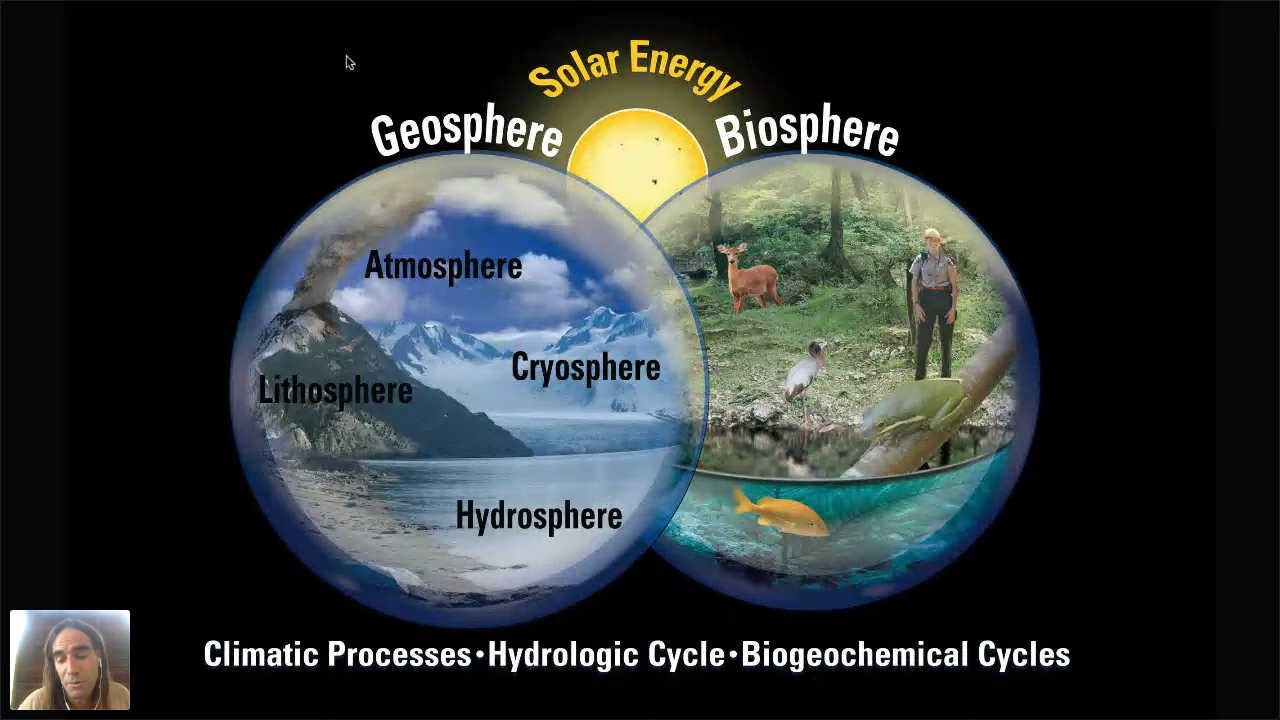 Solar Energy
Geosphere
Biosphere
Atmosphere
Cryosphere
Lithosphere
Hydrosphere
Climatic Processes•Hydrologic Cycle•Biogeochemical Cycles